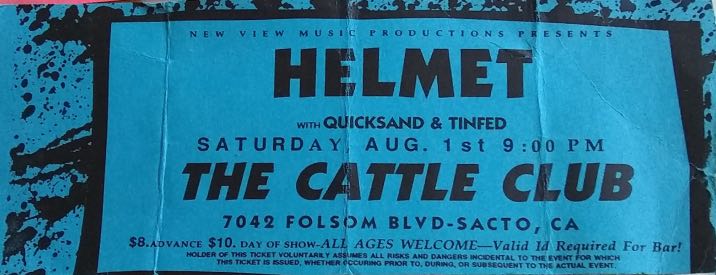 NEW VIEW MUSIC PRODUCTIONS PRESENTS
HELMET
WITH QUICKSAND & TINFED
SATURDAY AUG. 1st 9:00 PM
THE CATTLE CLUB
7042 FOLSOM BLVD-SACTO, CA
$8.ADVANCE $10. DAY OF SHOW-ALL AGES WELCOME—Valid Id Required For Bar!
HOLDER OF THIS TICKET VOLUNTARILY ASSUMES ALL RISKS AND DANGERS INCIDENTAL TO THE EVENT FOR WHICH
THIS TICKET IS ISSUED, WHETHER OCCURING PRIOR TO, DURING, OR SUBSEQUENT TO THE ACTUAL EVENT.